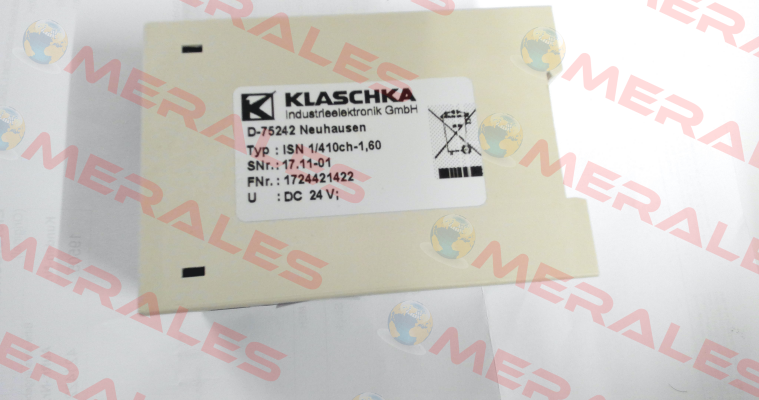 KLASCHKA
Industrieelektronik GmbH
D-75242 Neuhausen
Typ : ISN 1/410ch-1,60
SNr.: 17.11-01
FNr.: 1724421422
U : DC 24 V;
MERALES
MERALES
MERALES
MERALES
MERALES
MERALES